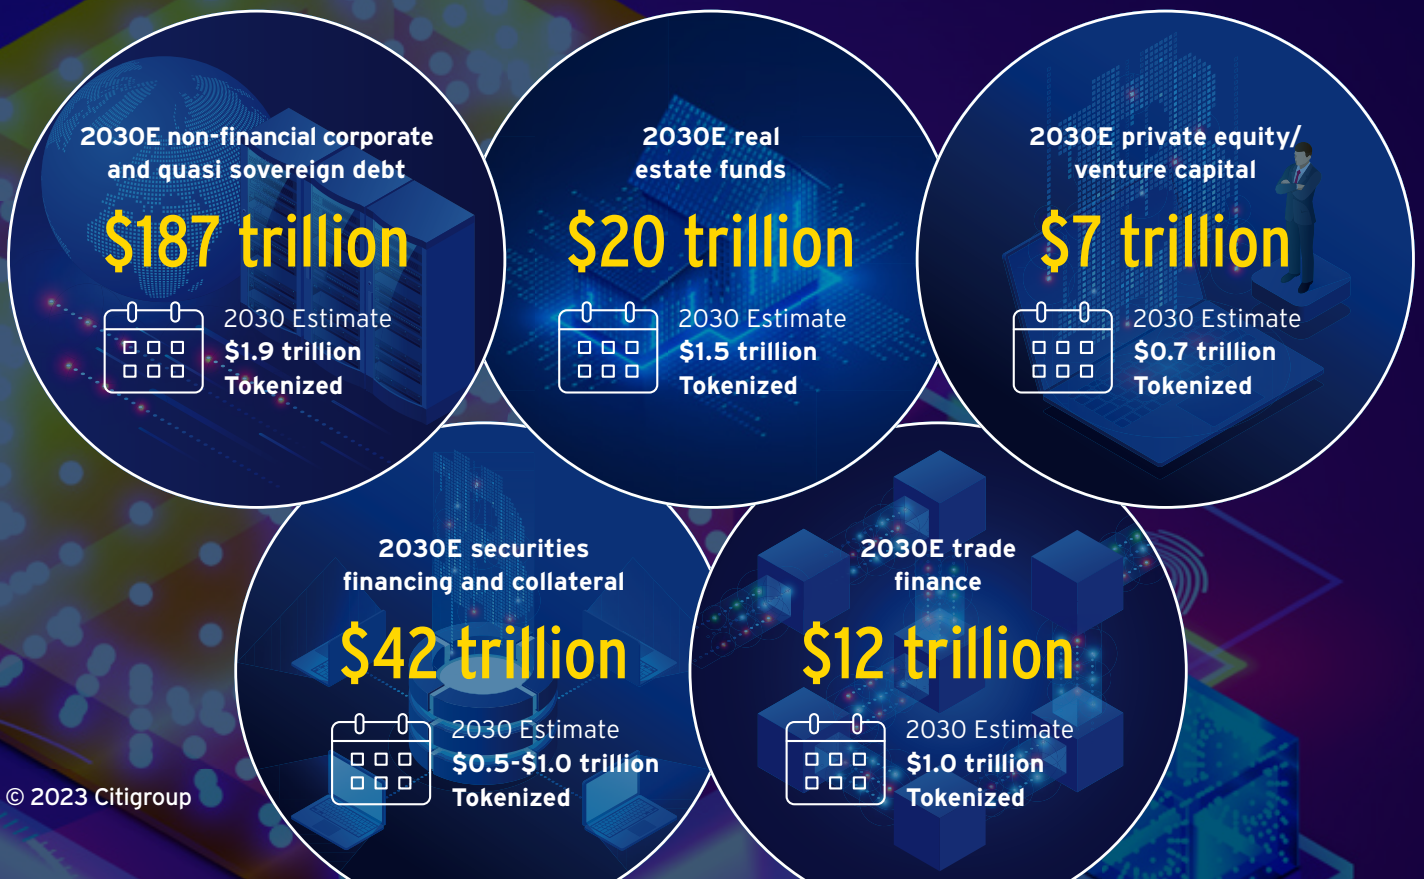 2030E non-financial corporate
and quasi sovereign debt
$187 trillion
2030 Estimate
$1.9 trillion
Tokenized
2030E real
estate funds
$20 trillion
2030 Estimate
$1.5 trillion
Tokenized
2030E private equity/
venture capital
$7 trillion
2030 Estimate
$0.7 trillion
Tokenized
2030E securities
financing and collateral
$42 trillion
2030 Estimate
$0.5-$1.0 trillion
Tokenized
2030E trade
finance
$12 trillion
2030 Estimate
$1.0 trillion
Tokenized
© 2023 Citigroup